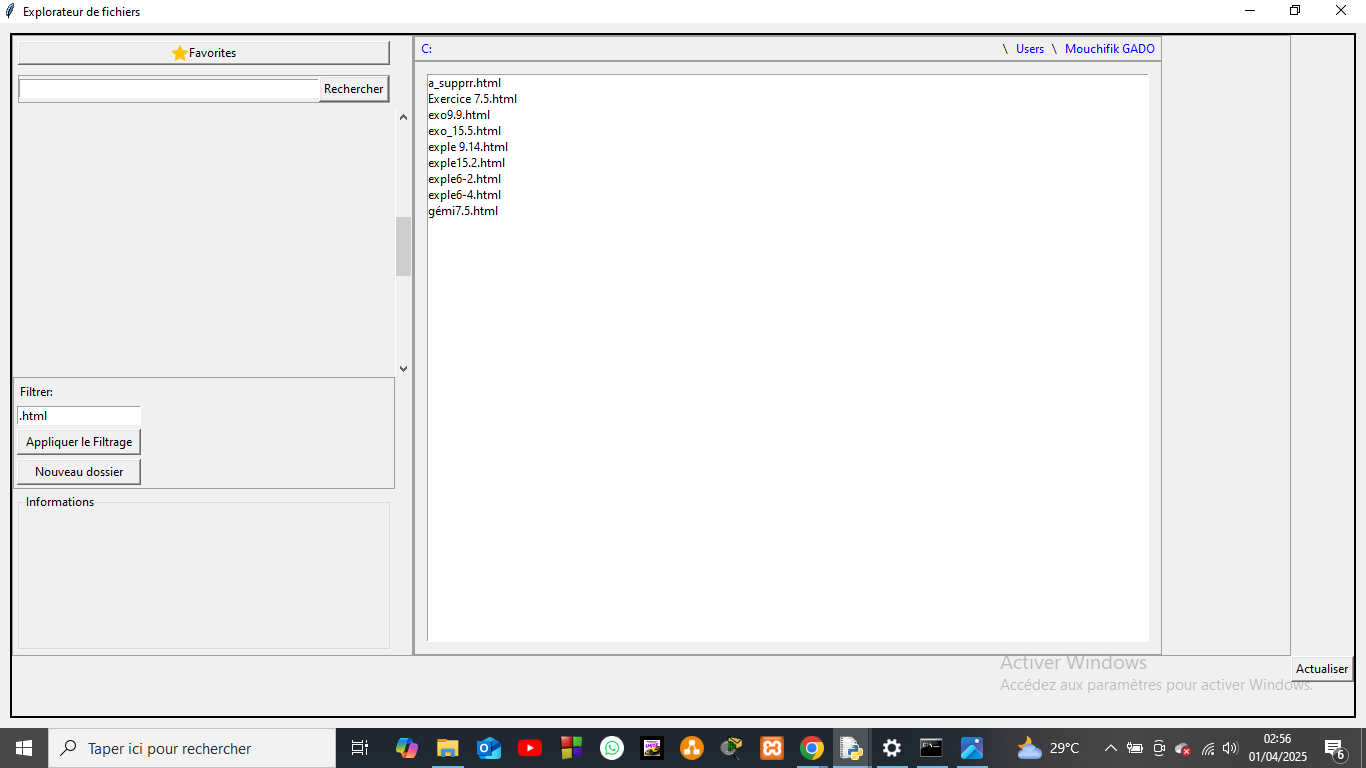 Explorateur de fichiers
Favorites
C:
\ Users \ Mouchifik GADO
Rechercher
a_supprr.html
Exercice 7.5.html
exo9.9.html
exo_15.5.html
exple 9.14.html
exple15.2.html
exple6-2.html
exple6-4.html
gémi7.5.html
Filtrer:
.html
Appliquer le Filtrage
Nouveau dossier
Informations
Activer Windows
Accédez aux paramètres pour activer Windows.
Actualiser
Taper ici pour rechercher
29°C
02:56
01/04/2025
6